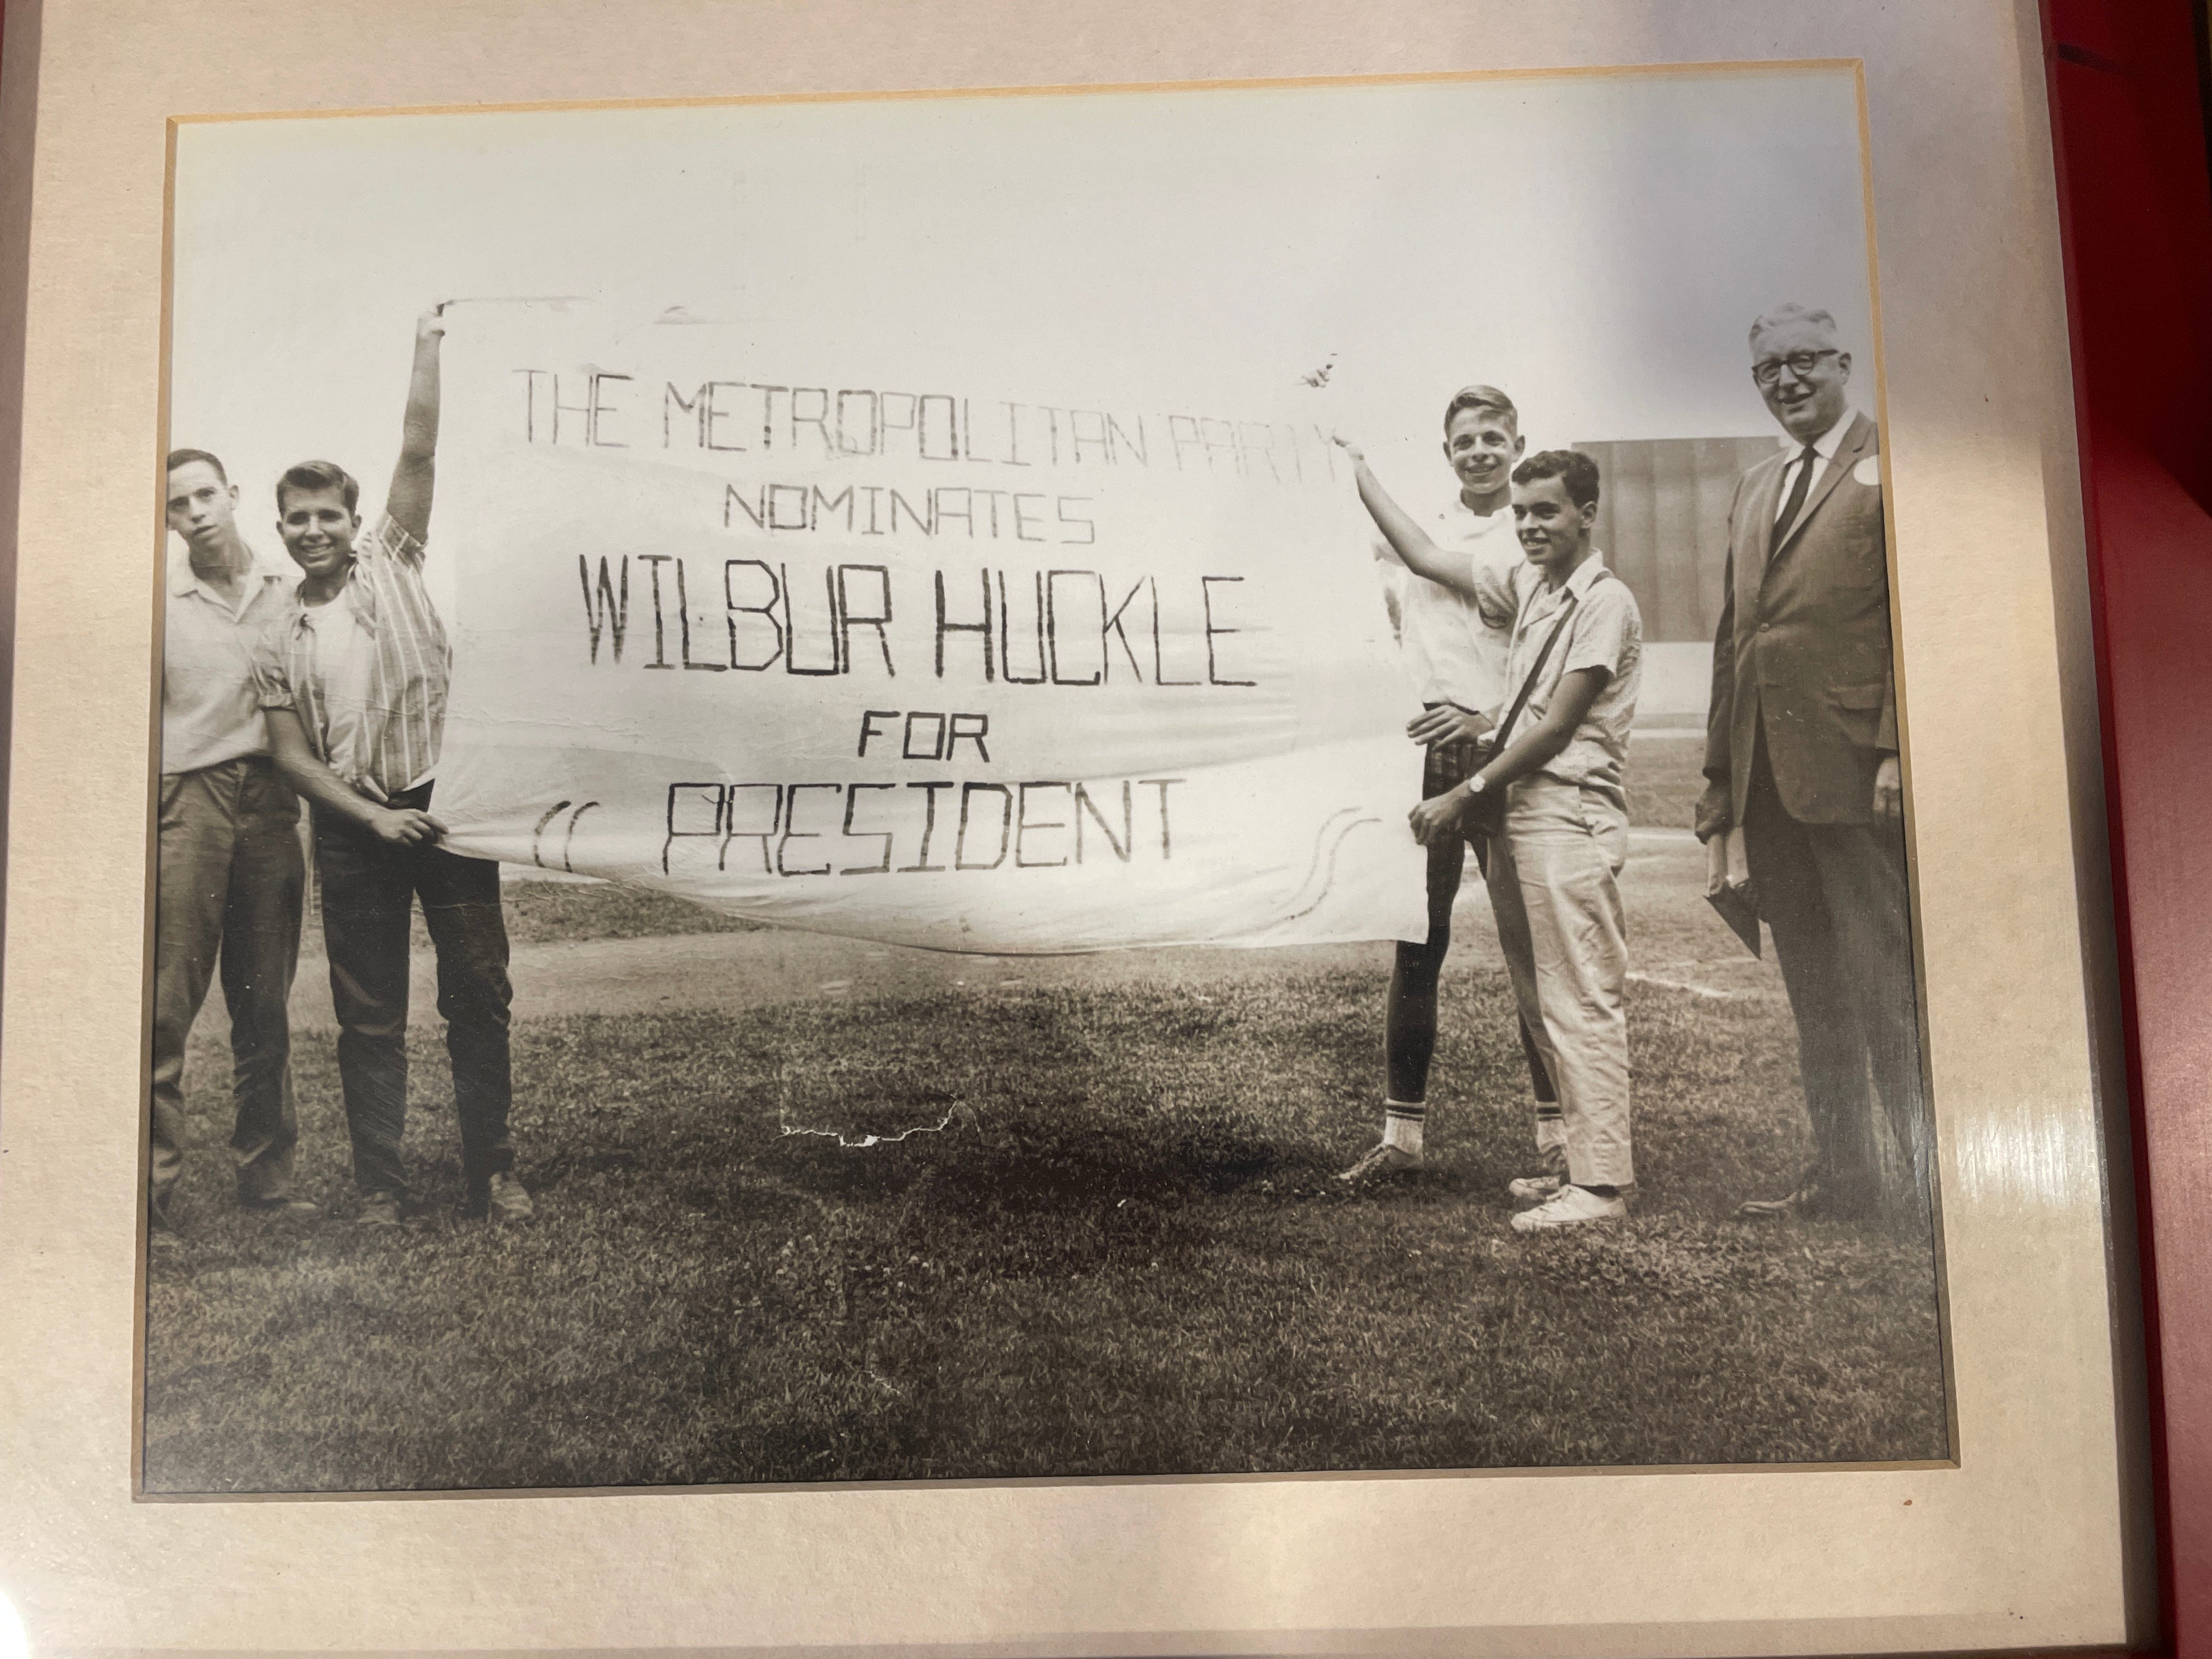 THE METROPOLITAN PARTY
NOMINATES
WILBUR HUCKLE
FOR
PRESIDENT